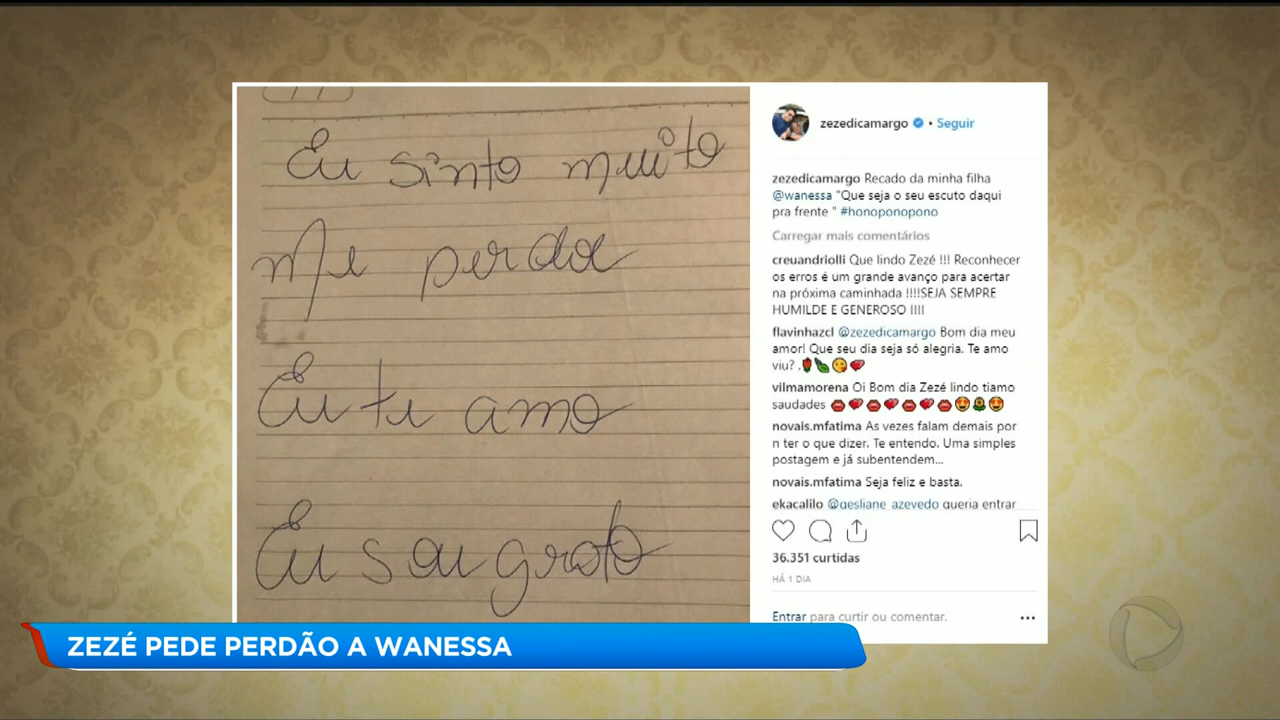 Eu sinto muito
Me perdoe
Eu te amo
Eu sou grato
zezedicamargo • Seguir
zezedicamargo Recado da minha filha
@wanessa "Que seja o seu escuto daqui
pra frente " #honoponopono
Carregar mais comentários
creuandriolli Que lindo Zezé !!! Reconhecer
os erros é um grande avanço para acertar
na próxima caminhada !!!!SEJA SEMPRE
HUMILDE E GENEROSO !!!!
flavinhazcl @zezedicamargo Bom dia meu
amor! Que seu dia seja só alegria. Te amo
viu? .🌹🍃😘💕
vilmamorena Oi Bom dia Zezé lindo tiamo
saudades 💋💕💋💕💋💕💋😍🌻😍
novais.mfatima As vezes falam demais por
n ter o que dizer. Te entendo. Uma simples
postagem e já subentendem...
novais.mfatima Seja feliz e basta.
ekacalilo @gesliane_azevedo queria entrar
36.351 curtidas
HÁ 1 DIA
Entrar para curtir ou comentar.
ZEZÉ PEDE PERDÃO A WANESSA